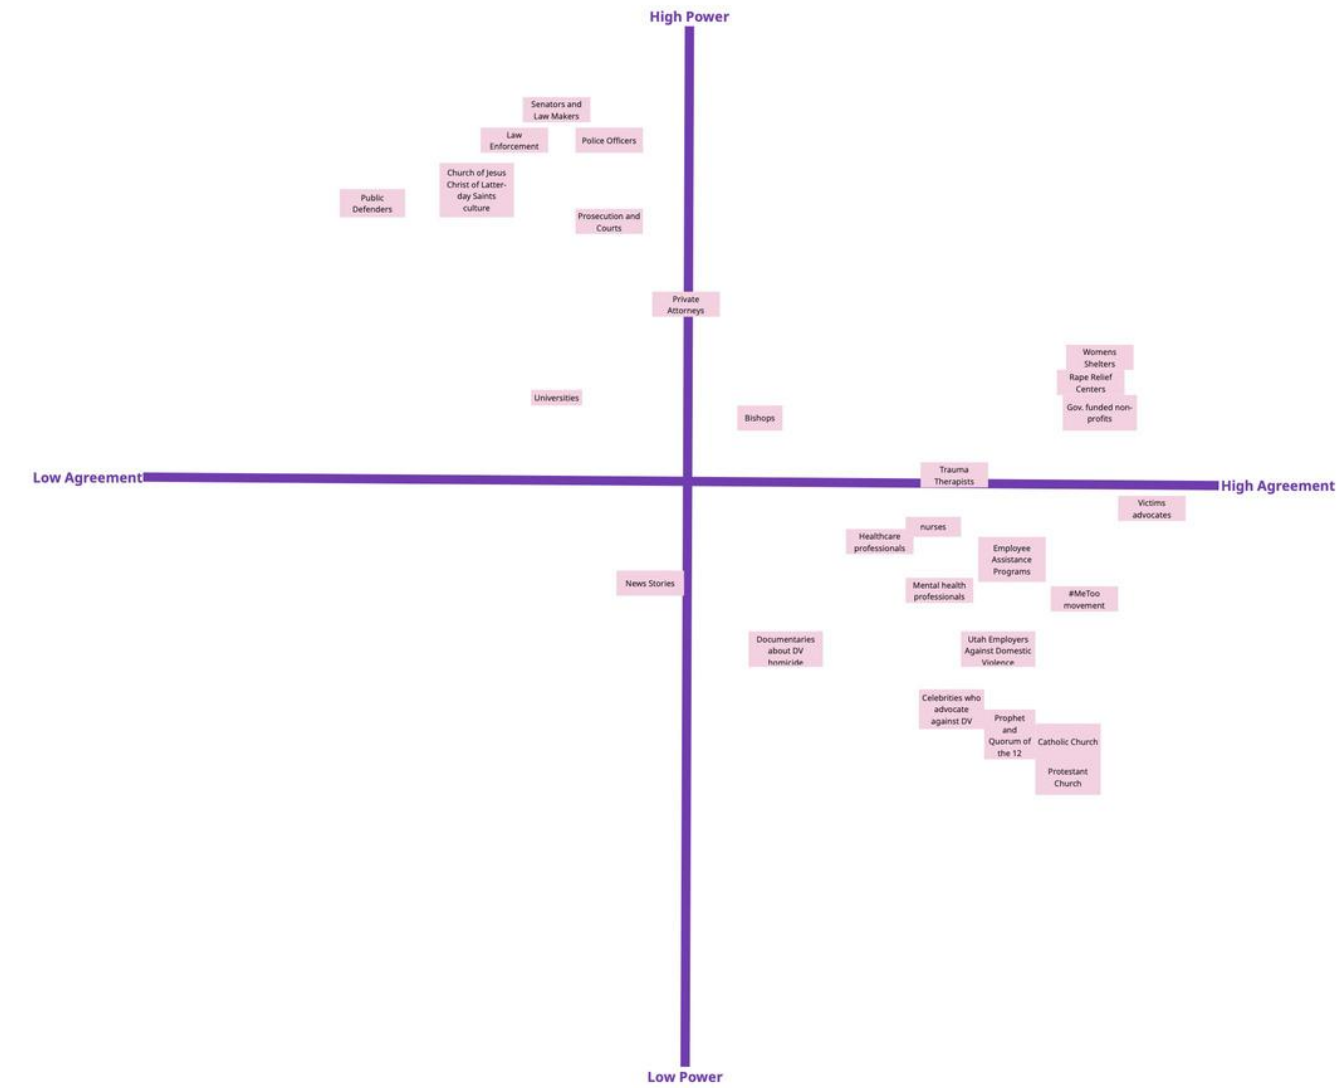 High Power
Senators and
Law Makers
Law
Enforcement
Police Officers
Church of Jesus
Christ of Latter-
day Saints
culture
Public
Defenders
Prosecution and
Courts
Private
Attorneys
Womens
Shelters
Rape Relief
Centers
Gov. funded non-
profits
Universities
Bishops
Low Agreement
Trauma
Therapists
High Agreement
Victims
advocates
nurses
Healthcare
professionals
Employee
Assistance
Programs
News Stories
Mental health
professionals
#MeToo
movement
Documentaries
about DV
homicide
Utah Employers
Against Domestic
Violence
Celebrities who
advocate
against DV
Prophet
and
Quorum of
the 12
Catholic Church
Protestant
Church
Low Power